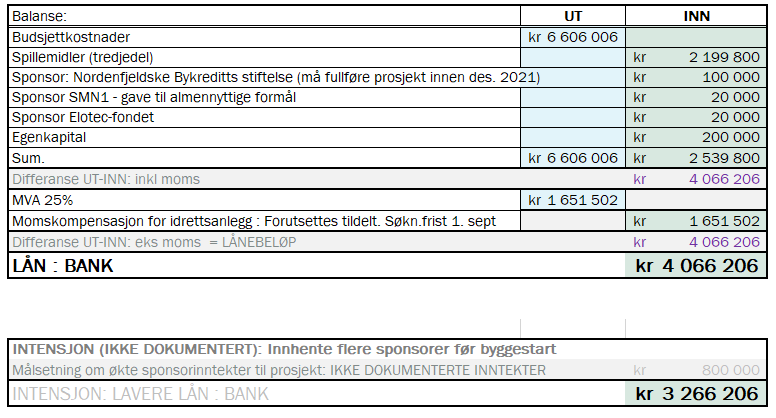 Balanse: UT INN
Budsjettkostnader kr 6 606 006
Spillemidler (tredjedel) kr 2 199 800
Sponsor: Nordenfjeldske Bykreditts stiftelse (må fullføre prosjekt innen des. 2021) kr 100 000
Sponsor SMN1 - gave til almennyttige formål kr 20 000
Sponsor Elotec-fondet kr 20 000
Egenkapital kr 200 000
Sum. kr 6 606 006 kr 2 539 800
Differanse UT-INN: inkl moms kr 4 066 206
MVA 25% kr 1 651 502
Momskompensasjon for idrettsanlegg : Forutsettes tildelt. Søkn.frist 1. sept kr 1 651 502
Differanse UT-INN: eks moms = LÅNEBELØP kr 4 066 206
LÅN : BANK kr 4 066 206
INTENSJON (IKKE DOKUMENTERT): Innhente flere sponsorer før byggestart
Målsetning om økte sponsorinntekter til prosjekt: IKKE DOKUMENTERTE INNTEKTER kr 800 000
INTENSJON: LAVERE LÅN : BANK kr 3 266 206